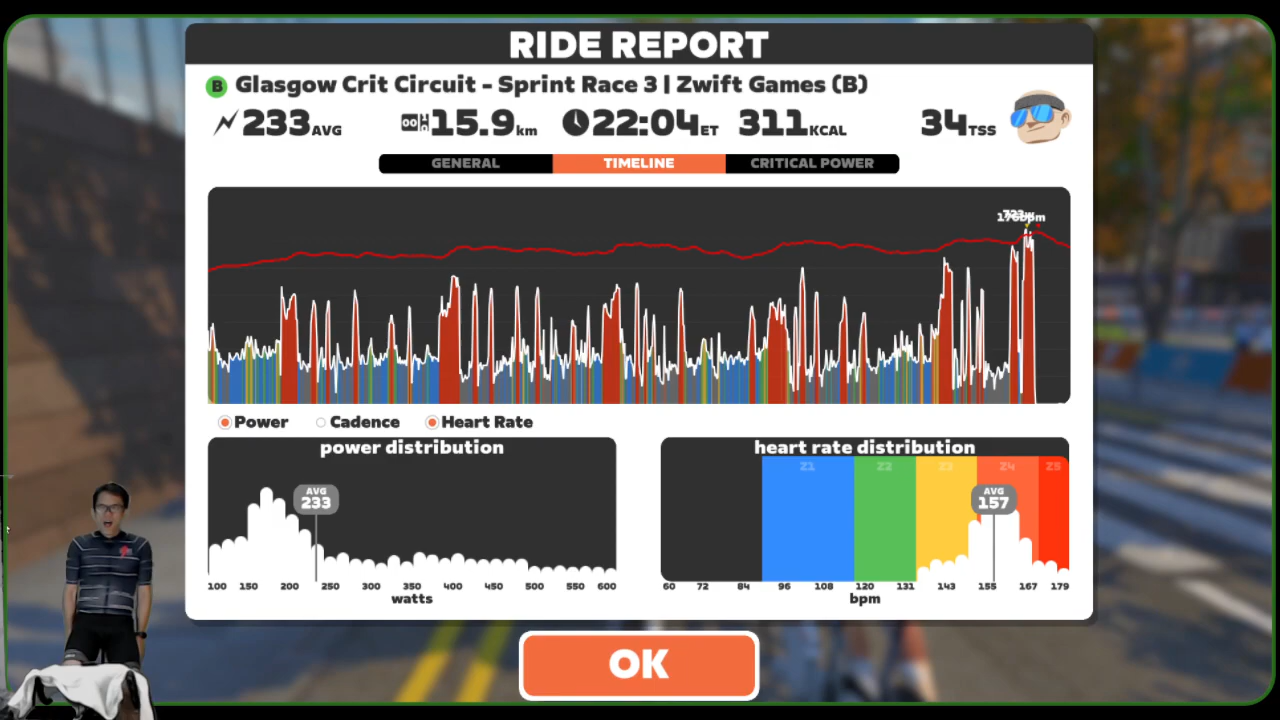 RIDE REPORT
B Glasgow Crit Circuit - Sprint Race 3 | Zwift Games (B)
233AVG 15.9km 22:04ET 311KCAL 34TSS
GENERAL TIMELINE CRITICAL POWER
176bpm
Power Cadence Heart Rate
power distribution
AVG
233
100 150 200 250 300 350 400 450 500 550 600
watts
heart rate distribution
Z1 Z2 Z3 Z4 Z5
AVG
157
60 72 84 96 108 120 131 143 155 167 179
bpm
OK